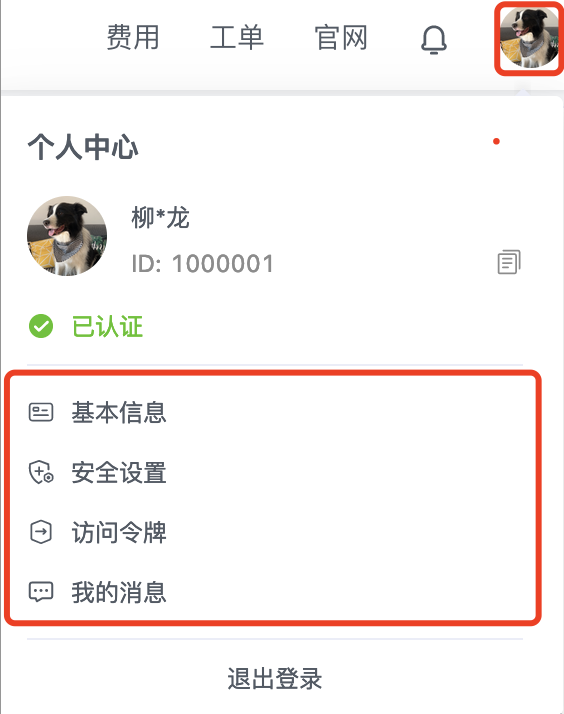 费用 工单 官网
个人中心
柳*龙
ID: 1000001
已认证
基本信息
安全设置
访问令牌
我的消息
退出登录